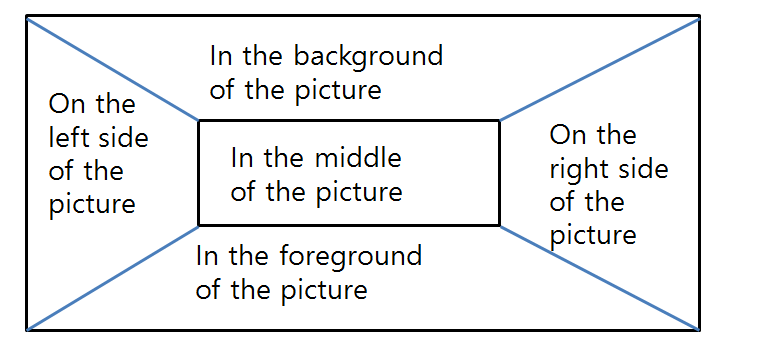 In the background
of the picture
On the
left side
of the
picture
In the middle
of the picture
On the
right side
of the
picture
In the foreground
of the picture